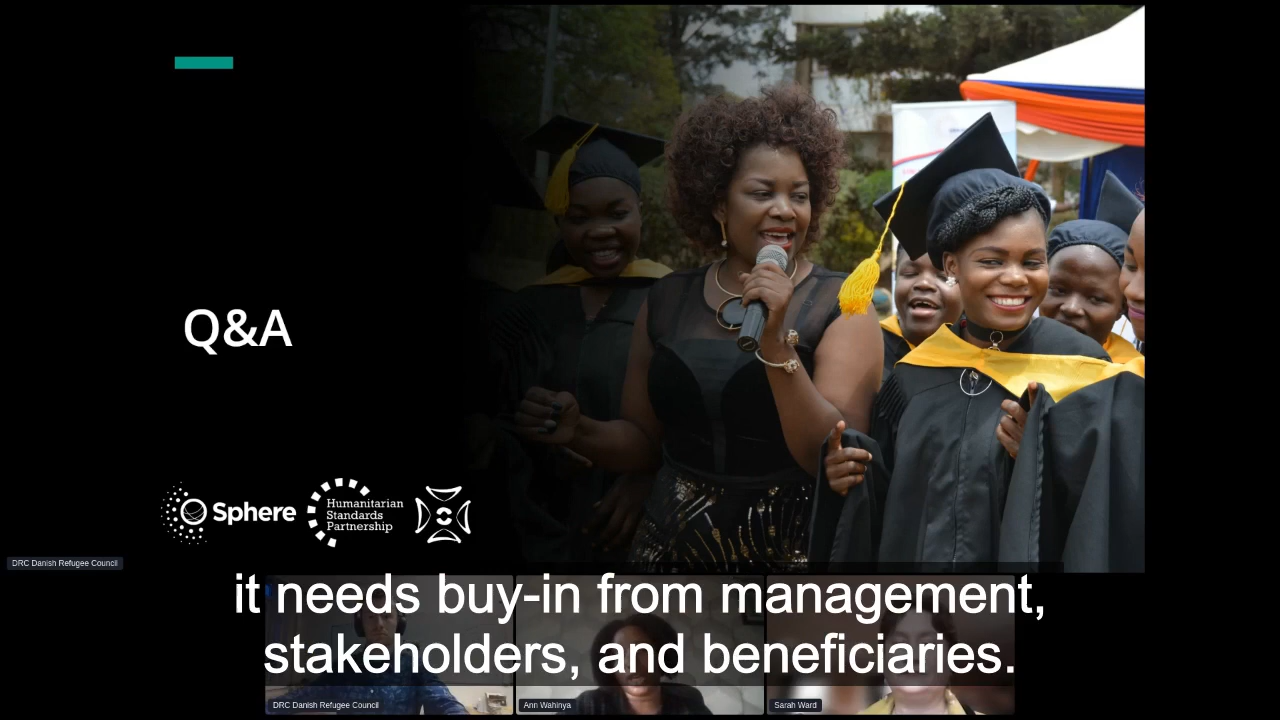 Q&A
Sphere
Humanitarian
Standards
Partnership
DRC Danish Refugee Council
it needs buy-in from management,
stakeholders, and beneficiaries.
DRC Danish Refugee Council
Ann Wahinya
Sarah Ward